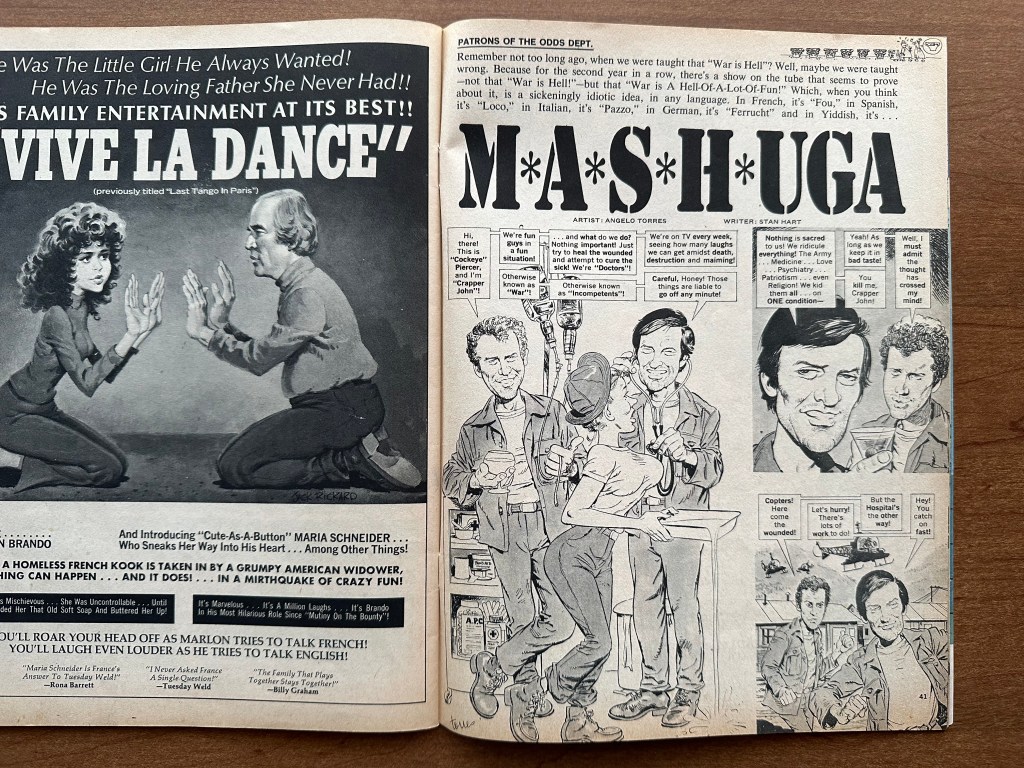 e Was The Little Girl He Always Wanted!
He Was The Loving Father She Never Had!!
S FAMILY ENTERTAINMENT AT ITS BEST!!
"VIVE LA DANCE"
(previously titled "Last Tango In Paris")
JACK RICKARD
N BRANDO
And Introducing "Cute-As-A-Button" MARIA SCHNEIDER . . .
Who Sneaks Her Way Into His Heart . . . Among Other Things!
A HOMELESS FRENCH KOOK IS TAKEN IN BY A GRUMPY AMERICAN WIDOWER,
HING CAN HAPPEN . . . AND IT DOES! . . . IN A MIRTHQUAKE OF CRAZY FUN!
s Mischievous . . . She Was Uncontrollable . . . Until
ded Her That Old Soft Soap And Buttered Her Up!
It's Marvelous . . . It's A Million Laughs . . . It's Brando
In His Most Hilarious Role Since "Mutiny On The Bounty"!
OU'LL ROAR YOUR HEAD OFF AS MARLON TRIES TO TALK FRENCH!
YOU'LL LAUGH EVEN LOUDER AS HE TRIES TO TALK ENGLISH!
"Maria Schneider Is France's
Answer To Tuesday Weld!"
—Rona Barrett
"I Never Asked France
A Single Question!"
—Tuesday Weld
"The Family That Plays
Together Stays Together!"
—Billy Graham
PATRONS OF THE ODDS DEPT.
Remember not too long ago, when we were taught that "War is Hell"? Well, maybe we were taught
wrong. Because for the second year in a row, there's a show on the tube that seems to prove
—not that "War is Hell!"—but that "War is A Hell-Of-A-Lot-Of-Fun!" Which, when you think
about it, is a sickeningly idiotic idea, in any language. In French, it's "Fou," in Spanish,
it's "Loco," in Italian, it's "Pazzo," in German, it's "Ferrucht" and in Yiddish, it's . . .
M*A*S*H*UGA
ARTIST: ANGELO TORRES
WRITER: STAN HART
Hi,
there!
This is
"Cockeye"
Piercer,
and I'm
"Crapper
John"!
We're fun
guys in
a fun
situation!
Otherwise
known as
"War"!
. . . and what do we do?
Nothing important! Just
try to heal the wounded
and attempt to cure the
sick! We're "Doctors"!
Otherwise known
as "Incompetents"!
We're on TV every week,
seeing how many laughs
we can get amidst death,
destruction and maiming!
Careful, Honey! Those
things are liable to
go off any minute!
Nothing is sacred
to us! We ridicule
everything! The Army
. . . Medicine . . . Love
. . . Psychiatry . . .
Patriotism . . . even
Religion! We kid
them all . . . on
ONE condition—
Yeah! As
long as we
keep it in
bad taste!
You
kill me,
Crapper
John!
Well, I
must
admit
the
thought
has
crossed
my
mind!
A.P.C.
Copters!
Here
come
the
wounded!
Let's hurry!
There's
lots of
work to do!
But the
Hospital's
the other
way!
Hey!
You
catch
on
fast!
41